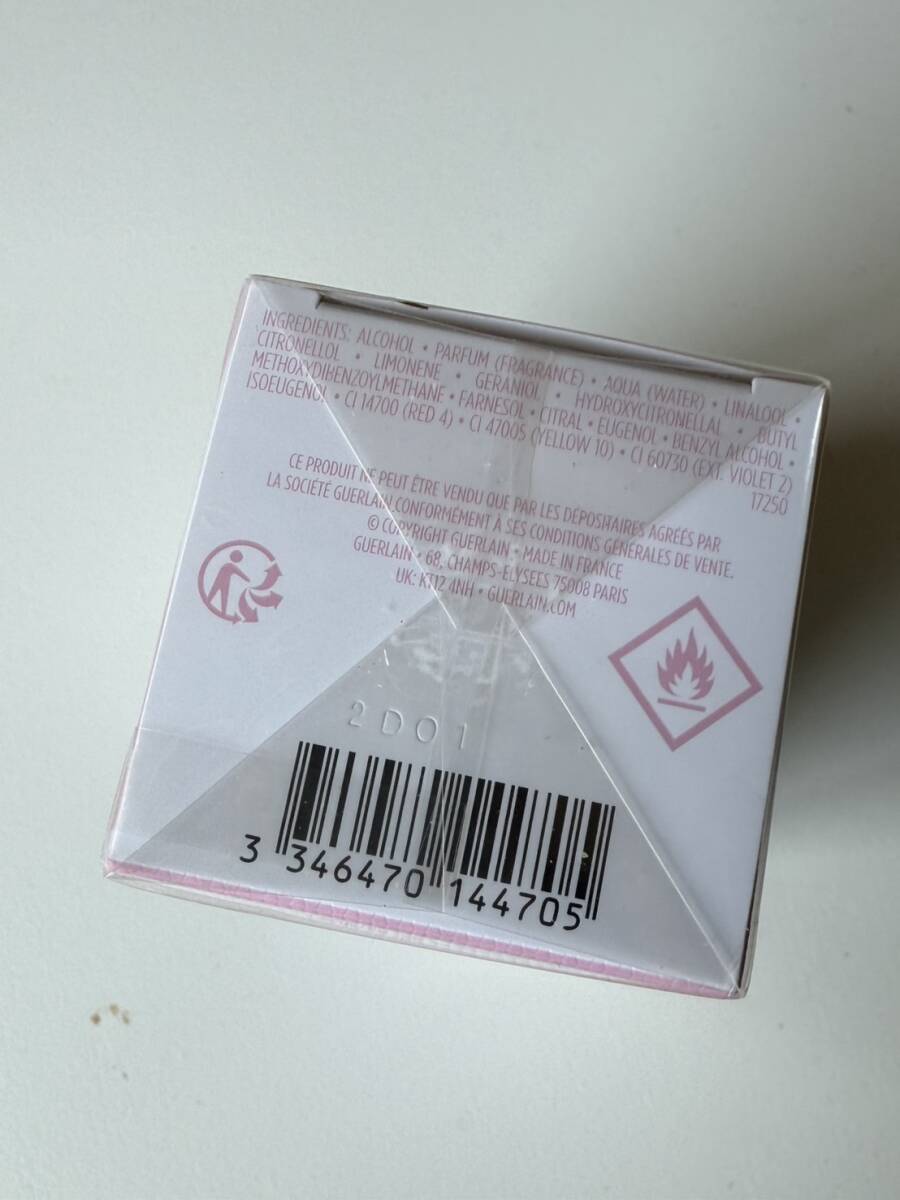 INGREDIENTS: ALCOHOL • PARFUM (FRAGRANCE) • AQUA (WATER) • LINALOOL •
CITRONELLOL • LIMONENE • GERANIOL • HYDROXYCITRONELLAL • BUTYL
METHOXYDIHENZOYLMETHANE • FARNESOL • CITRAL • EUGENOL • BENZYL ALCOHOL •
ISOEUGENOL • CI 14700 (RED 4) • CI 47005 (YELLOW 10) • CI 60730 (EXT. VIOLET 2)
17250
CE PRODUIT NE PEUT ÊTRE VENDU QUE PAR LES DÉPOSITAIRES AGRÉÉS PAR
LA SOCIÉTÉ GUERLAIN CONFORMÉMENT À SES CONDITIONS GÉNÉRALES DE VENTE.
© COPYRIGHT GUERLAIN • MADE IN FRANCE
GUERLAIN • 68, CHAMPS-ELYSEES 75008 PARIS
UK: KT12 4NH • GUERLAIN.COM
2D01
3 346470 144705